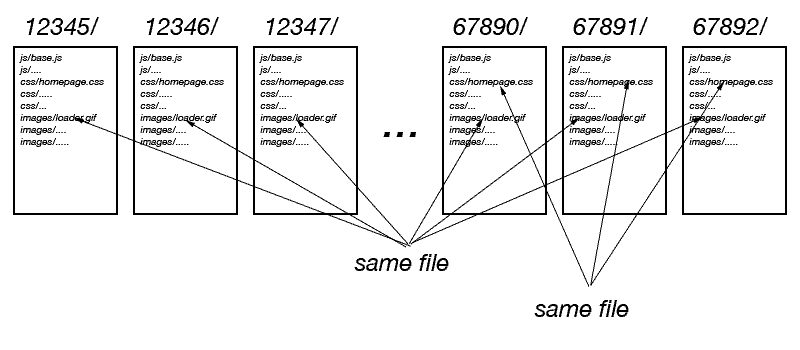 12345/
js/base.js
js/....
css/homepage.css
css/.....
css/...
images/loader.gif
images/....
images/.....
12346/
js/base.js
js/....
css/homepage.css
css/.....
css/...
images/loader.gif
images/....
images/.....
12347/
js/base.js
js/....
css/homepage.css
css/.....
css/...
images/loader.gif
images/....
images/.....
...
67890/
js/base.js
js/....
css/homepage.css
css/.....
css/...
images/loader.gif
images/....
images/.....
67891/
js/base.js
js/....
css/homepage.css
css/.....
css/...
images/loader.gif
images/....
images/.....
67892/
js/base.js
js/....
css/homepage.css
css/.....
css/...
images/loader.gif
images/....
images/.....
same file
same file